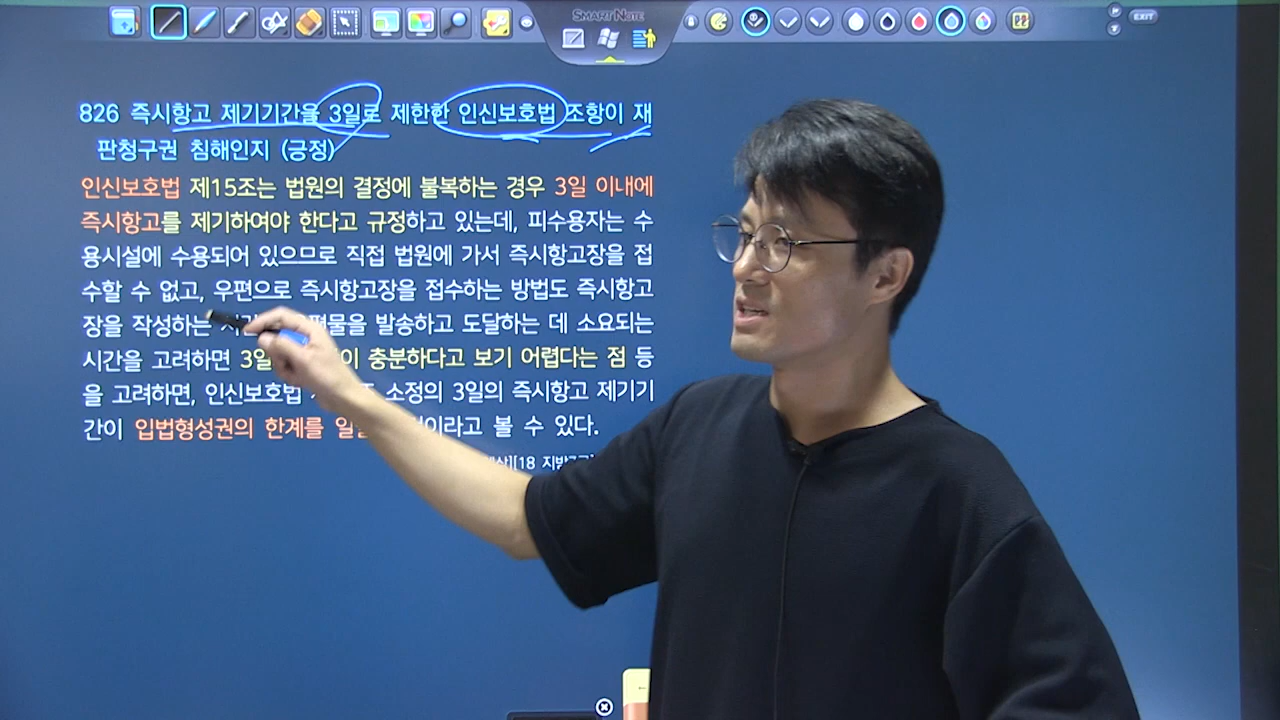 SMART NOTE
EXIT
826 즉시항고 제기기간을 3일로 제한한 인신보호법 조항이 재
판청구권 침해인지 (긍정)
인신보호법 제15조는 법원의 결정에 불복하는 경우 3일 이내에
즉시항고를 제기하여야 한다고 규정하고 있는데, 피수용자는 수
용시설에 수용되어 있으므로 직접 법원에 가서 즉시항고장을 접
수할 수 없고, 우편으로 즉시항고장을 접수하는 방법도 즉시항고
장을 작성하는 발송하고 도달하는 데 소요되는
시간을 고려하면 3일 충분하다고 보기 어렵다는 점 등
을 고려하면, 인신보호법 소정의 3일의 즉시항고 제기기
간이 입법형성권의 한계를 볼 수 있다.
[18